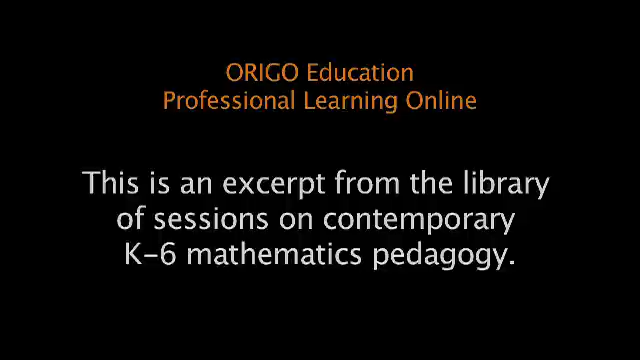 ORIGO Education
Professional Learning Online
This is an excerpt from the library
of sessions on contemporary
K-6 mathematics pedagogy.